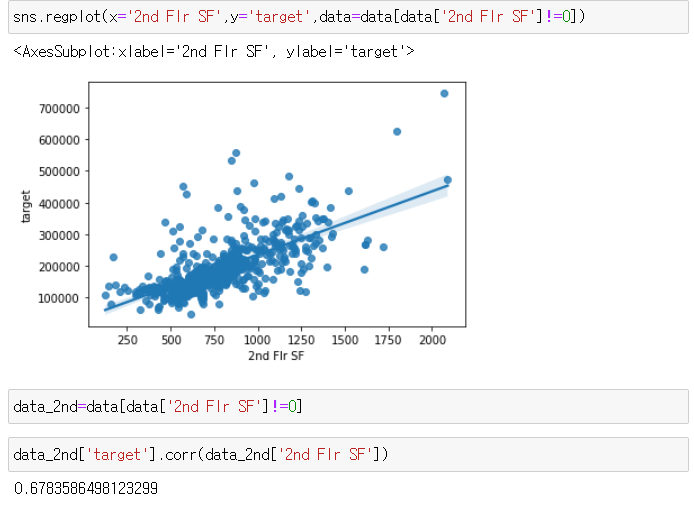 sns.regplot(x='2nd Flr SF',y='target',data=data[data['2nd Flr SF']!=0])
<AxesSubplot:xlabel='2nd Flr SF', ylabel='target'>
700000
600000
500000
400000
300000
200000
100000
target
250 500 750 1000 1250 1500 1750 2000
2nd Flr SF
data_2nd=data[data['2nd Flr SF']!=0]
data_2nd['target'].corr(data_2nd['2nd Flr SF'])
0.6783586498123299